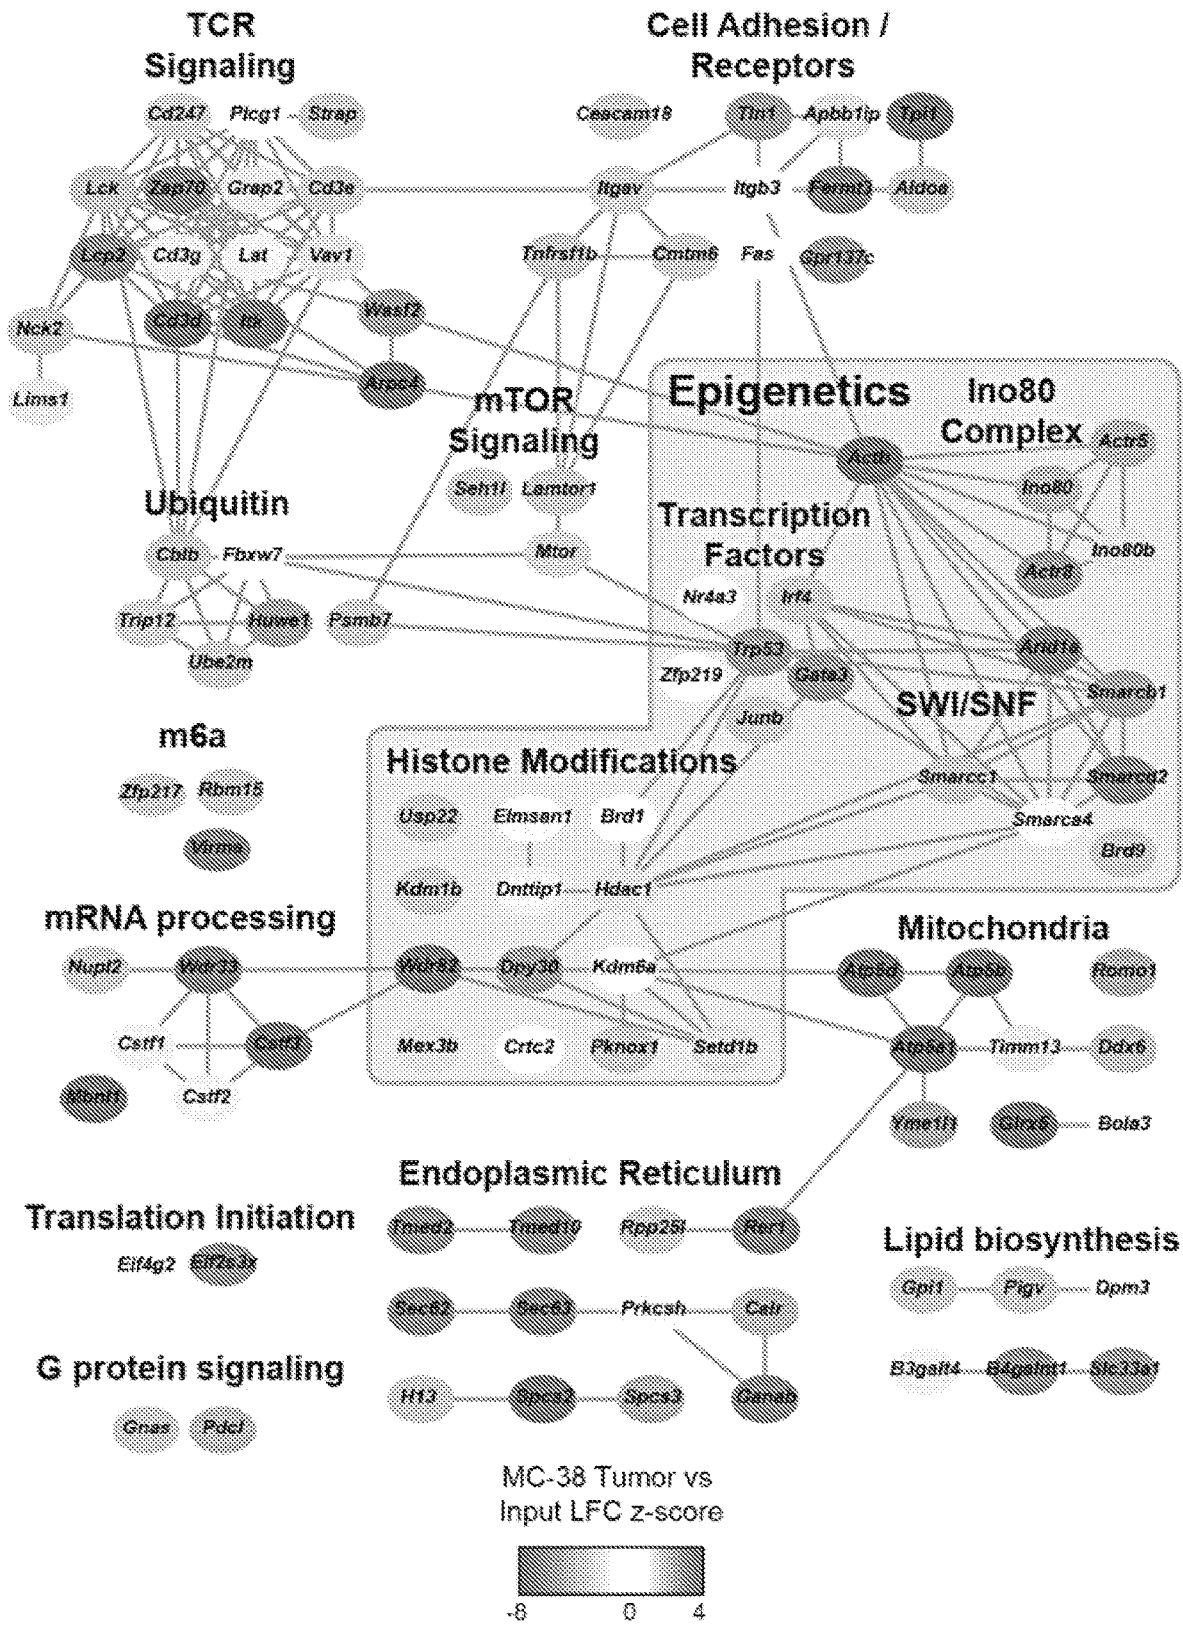 TCR
Signaling
Cell Adhesion /
Receptors
Cd247 Plcg1 Strap
Ceacam18 Tln1 Apbb1ip Tpi1
Lck Zap70 Grap2 Cd3e
Itgav Itgb3 Fermt3 Aldoa
Lcp2 Cd3g Lat Vav1
Tnfrsf1b Cmtm6 Fas Gpr137c
Nck2 Cd3d Itk Wasf2
Lims1 Arpc4
mTOR
Signaling
Epigenetics
Ino80
Complex
Actb Actr5
Seh1l Lamtor1
Ino80
Ubiquitin
Transcription
Factors
Cblb Fbxw7 Mtor
Ino80b
Actr8
Nr4a3 Irf4
Trip12 Huwe1 Psmb7
Ube2m
Trp53 Arid1a
Zfp219 Gata3
Smarcb1
SWI/SNF
Junb
m6a
Histone Modifications
Smarcc1 Smarcd2
Zfp217 Rbm15
Usp22 Elmsan1 Brd1
Smarca4
Virma
Brd9
Kdm1b Dnttip1 Hdac1
mRNA processing
Mitochondria
Nupl2 Wdr33 Wdr82 Dpy30 Kdm6a
Atp5d Atp5b Romo1
Cstf1 Cstf3
Mex3b Crtc2 Pknox1 Setd1b
Atp5a1 Timm13 Ddx6
Mbnl1 Cstf2
Yme1l1 Glrx5 Bola3
Endoplasmic Reticulum
Translation Initiation
Tmed2 Tmed10 Rpp25l Rer1
Eif4g2 Eif2s3x
Lipid biosynthesis
Gpi1 Pigv Dpm3
Sec62 Sec63 Prkcsh Calr
G protein signaling
B3galt4 B4galnt1 Slc33a1
H13 Spcs2 Spcs3 Ganab
Gnas Pdcl
MC-38 Tumor vs
Input LFC z-score
-8 0 4